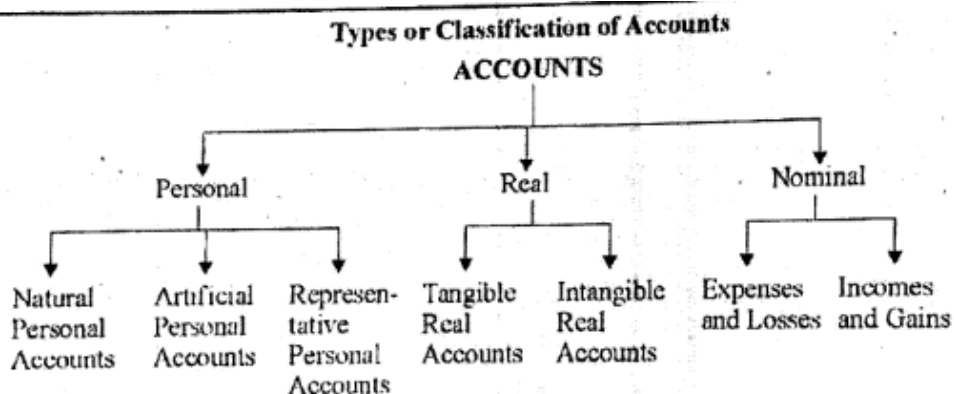 Types or Classification of Accounts
ACCOUNTS
Personal
Real
Nominal
Natural
Personal
Accounts
Artificial
Personal
Accounts
Represen-
tative
Personal
Accounts
Tangible
Real
Accounts
Intangible
Real
Accounts
Expenses
and Losses
Incomes
and Gains